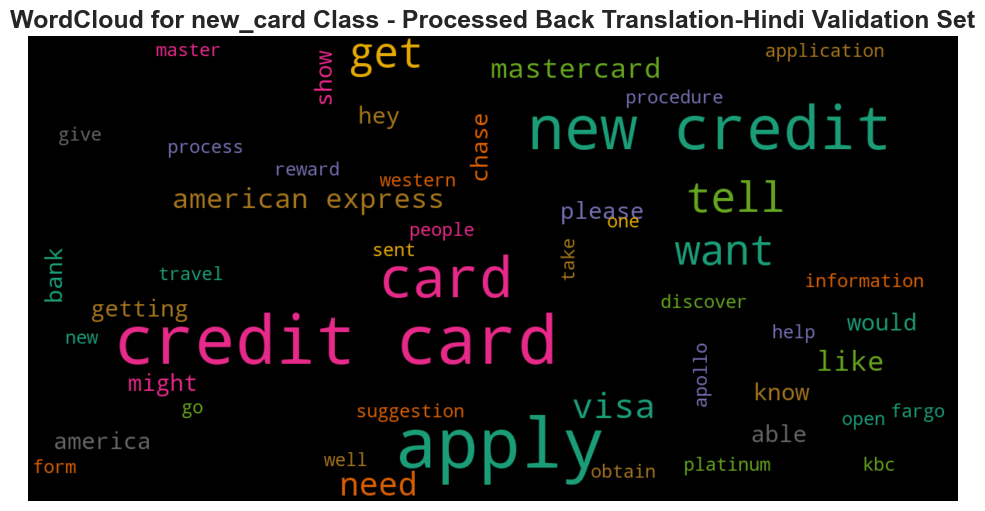 WordCloud for new_card Class - Processed Back Translation-Hindi Validation Set
master
show
get
application
mastercard
procedure
hey
give
chase
new credit
process
reward
western
american express
tell
please
one
people
want
sent
take
bank
travel
card
information
getting
discover
new
credit card
help
would
might
apollo
like
go
suggestion
visa
know
open
fargo
america
apply
able
form
well
need
obtain
platinum
kbc